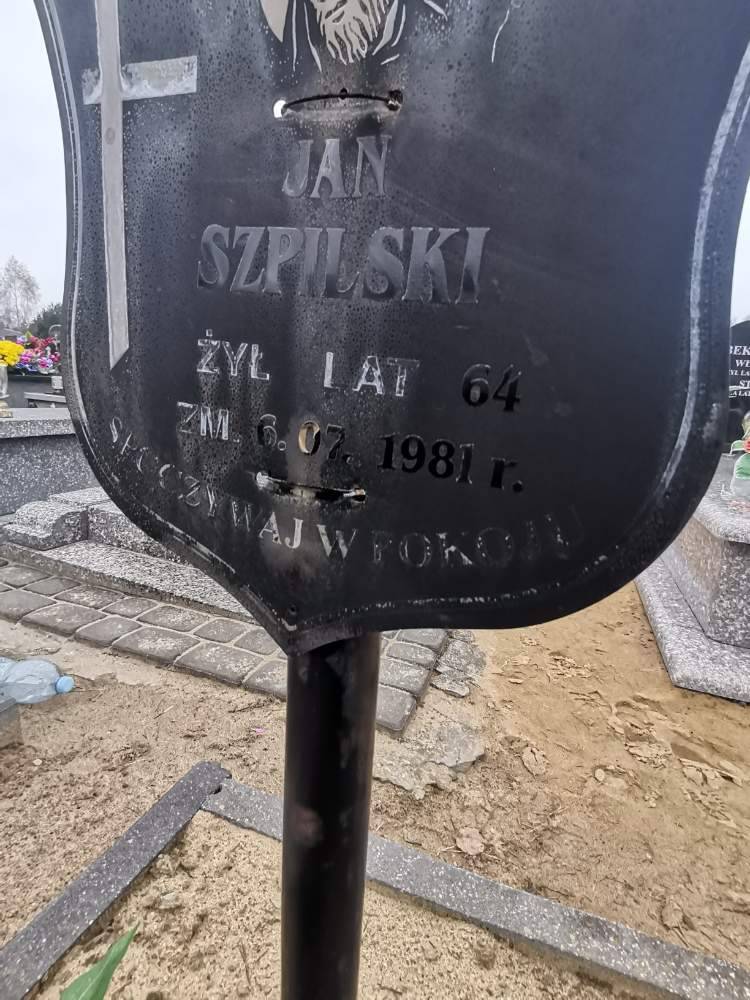 JAN
SZPILSKI
ŻYŁ LAT 64
ZM. 6.07.1981 r.
SPOCZYWAJ W POKOJU